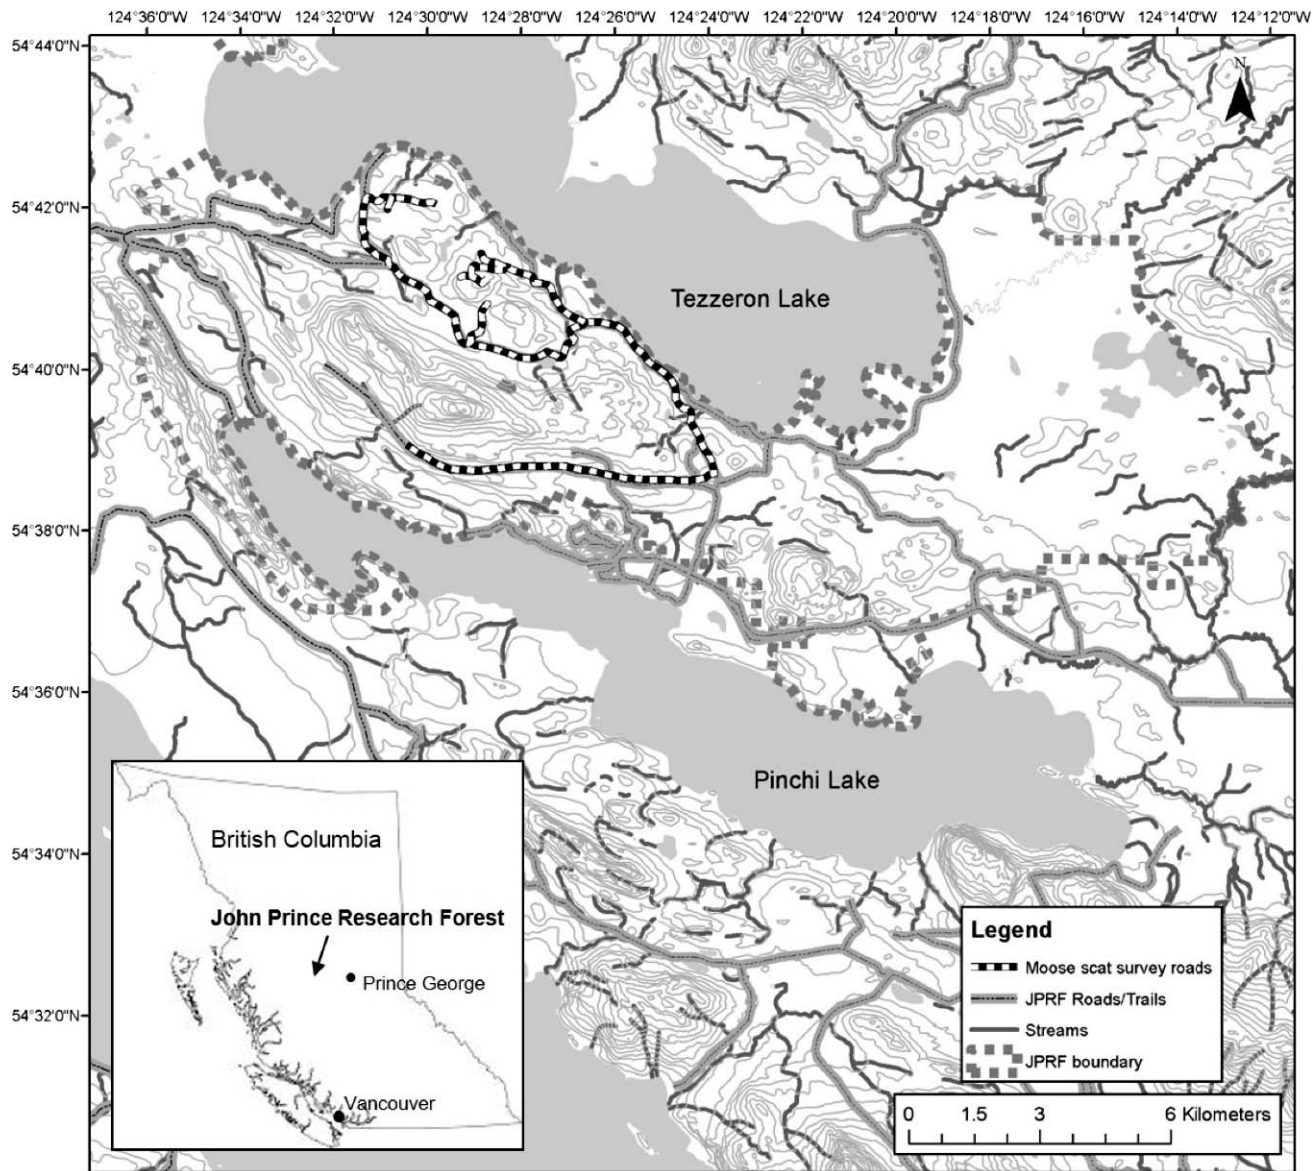 124°36'0"W 124°34'0"W 124°32'0"W 124°30'0"W 124°28'0"W 124°26'0"W 124°24'0"W 124°22'0"W 124°20'0"W 124°18'0"W 124°16'0"W 124°14'0"W 124°12'0"W
54°44'0"N
N
54°42'0"N
Tezzeron Lake
54°40'0"N
54°38'0"N
54°36'0"N
Pinchi Lake
54°34'0"N
54°32'0"N
British Columbia
John Prince Research Forest
Prince George
Vancouver
Legend
Moose scat survey roads
JPRF Roads/Trails
Streams
JPRF boundary
0 1.5 3 6 Kilometers